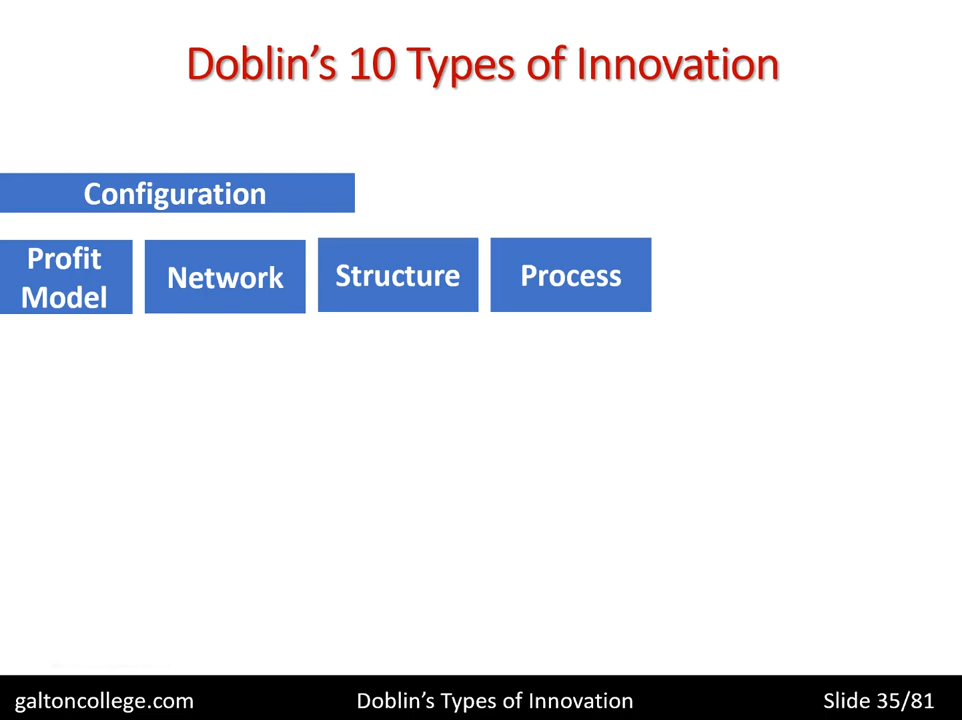 Doblin’s 10 Types of Innovation
Configuration
Profit
Model
Network
Structure
Process
galtoncollege.com
Doblin’s Types of Innovation
Slide 35/81